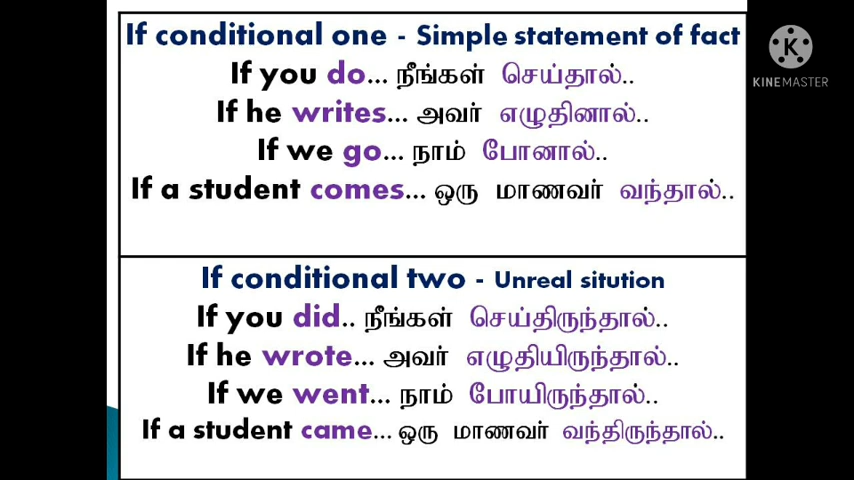 If conditional one - Simple statement of fact
If you do... நீங்கள் செய்தால்..
If he writes... அவர் எழுதினால்..
If we go... நாம் போனால்..
If a student comes... ஒரு மாணவர் வந்தால்..
If conditional two - Unreal sitution
If you did.. நீங்கள் செய்திருந்தால்..
If he wrote... அவர் எழுதியிருந்தால்..
If we went... நாம் போயிருந்தால்..
If a student came... ஒரு மாணவர் வந்திருந்தால்..
K
KINEMASTER